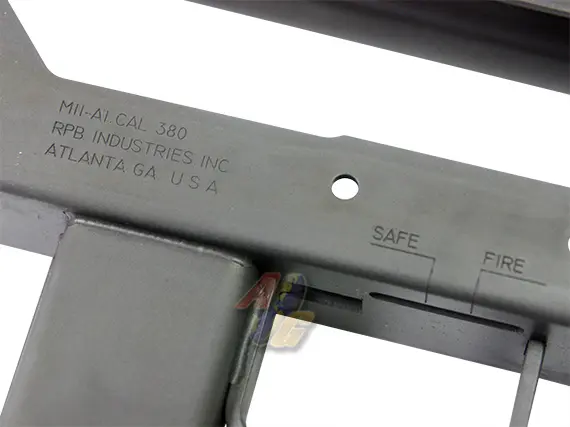 M11-A1 CAL 380
RPB INDUSTRIES INC
ATLANTA GA. U S A
SAFE
FIRE